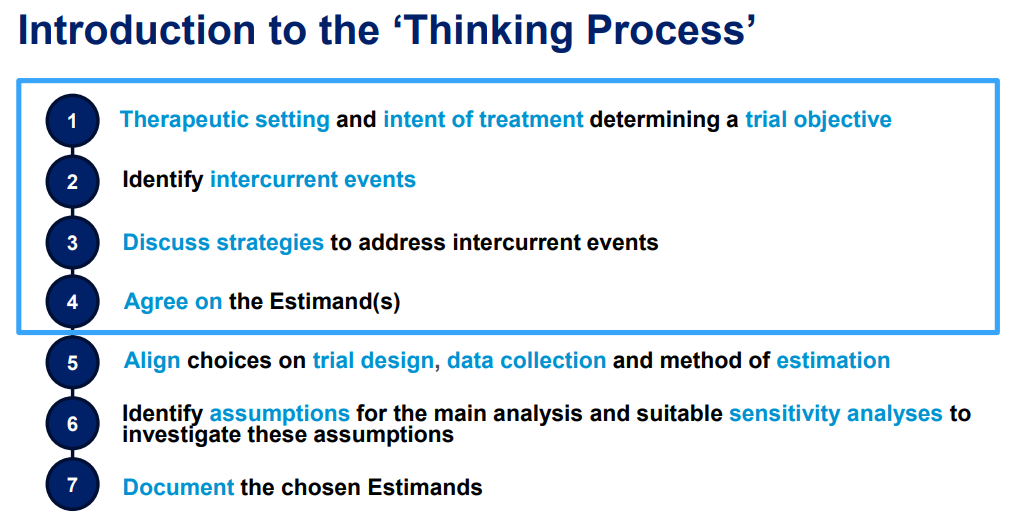 Introduction to the ‘Thinking Process’
1 Therapeutic setting and intent of treatment determining a trial objective
2 Identify intercurrent events
3 Discuss strategies to address intercurrent events
4 Agree on the Estimand(s)
5 Align choices on trial design, data collection and method of estimation
6 Identify assumptions for the main analysis and suitable sensitivity analyses to
investigate these assumptions
7 Document the chosen Estimands